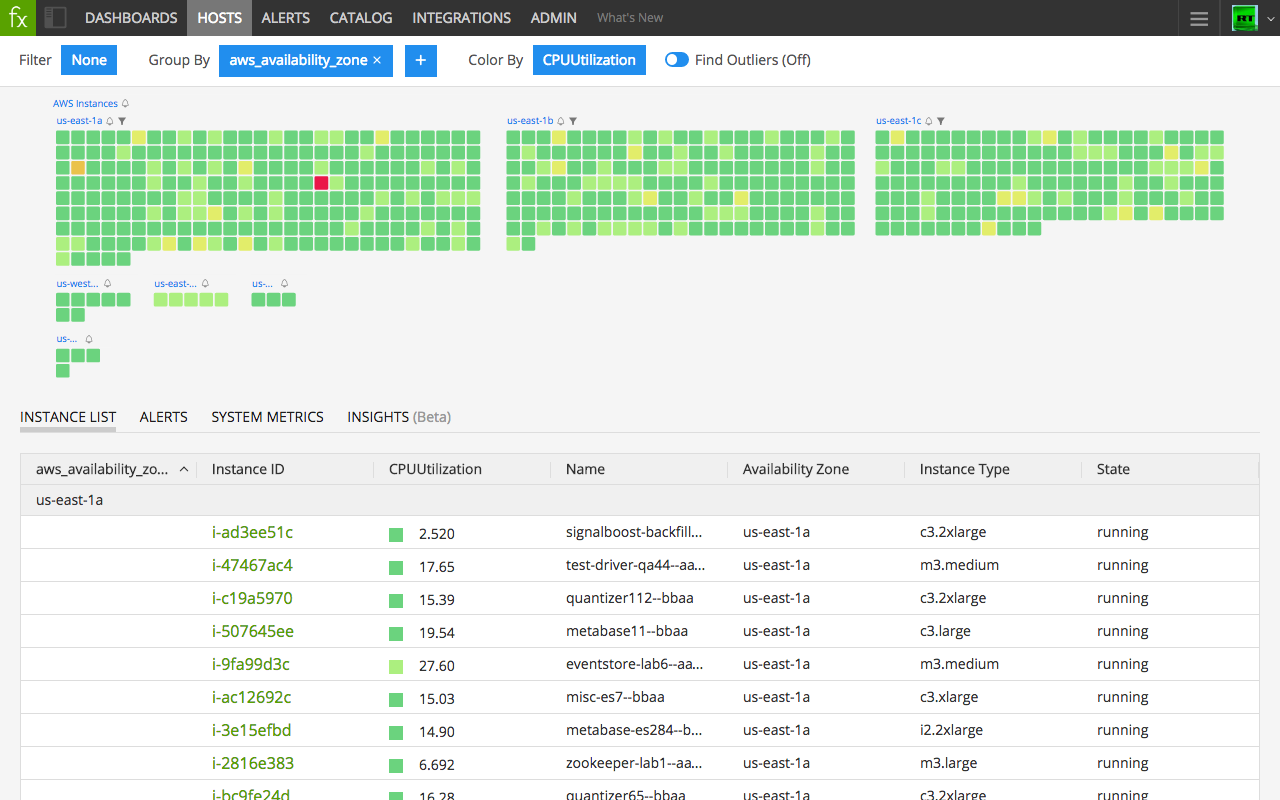 fx DASHBOARDS HOSTS ALERTS CATALOG INTEGRATIONS ADMIN What's New RT
Filter None Group By aws_availability_zone × + Color By CPUUtilization Find Outliers (Off)
AWS Instances
us-east-1a us-east-1b us-east-1c
us-west... us-east-... us-...
us-...
INSTANCE LIST ALERTS SYSTEM METRICS INSIGHTS (Beta)
aws_availability_zo... Instance ID CPUUtilization Name Availability Zone Instance Type State
us-east-1a
i-ad3ee51c 2.520 signalboost-backfill... us-east-1a c3.2xlarge running
i-47467ac4 17.65 test-driver-qa44--aa... us-east-1a m3.medium running
i-c19a5970 15.39 quantizer112--bbaa us-east-1a c3.2xlarge running
i-507645ee 19.54 metabase11--bbaa us-east-1a c3.large running
i-9fa99d3c 27.60 eventstore-lab6--aa... us-east-1a m3.medium running
i-ac12692c 15.03 misc-es7--bbaa us-east-1a c3.xlarge running
i-3e15efbd 14.90 metabase-es284--b... us-east-1a i2.2xlarge running
i-2816e383 6.692 zookeeper-lab1--aa... us-east-1a m3.large running
i-bc9fe24d 16.28 quantizer65--bbaa us-east-1a c3.2xlarge running